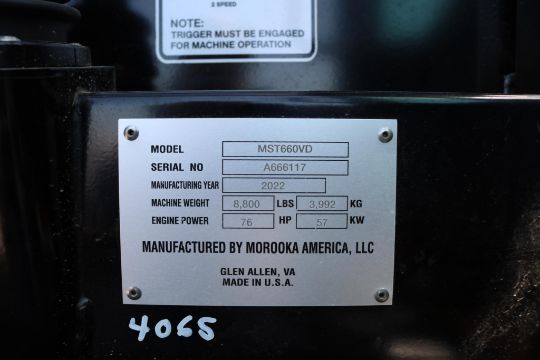 2 SPEED
NOTE:
TRIGGER MUST BE ENGAGED
FOR MACHINE OPERATION
MODEL MST660VD
SERIAL NO A666117
MANUFACTURING YEAR 2022
MACHINE WEIGHT 8,800 LBS 3,992 KG
ENGINE POWER 76 HP 57 KW
MANUFACTURED BY MOROOKA AMERICA, LLC
GLEN ALLEN, VA
MADE IN U.S.A.
4065